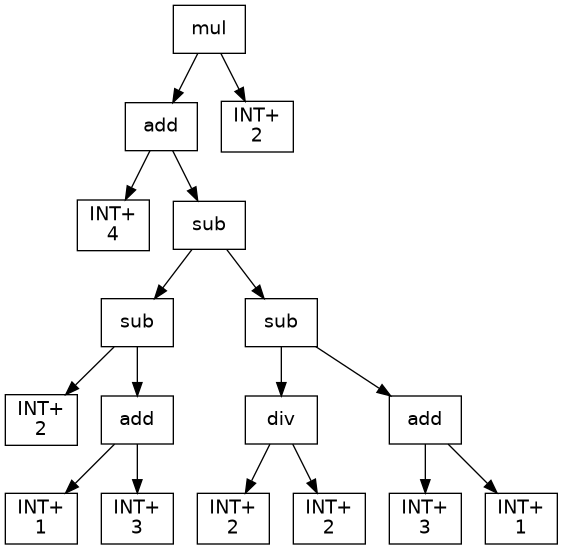 mul
add
INT+
2
INT+
4
sub
sub
sub
INT+
2
add
div
add
INT+
1
INT+
3
INT+
2
INT+
2
INT+
3
INT+
1